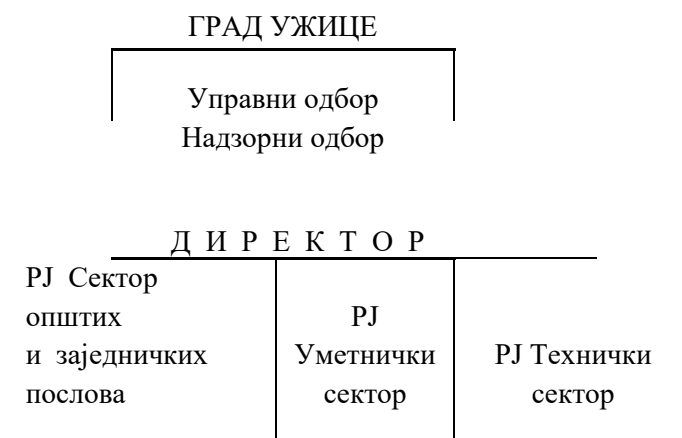 ГРАД УЖИЦЕ
Управни одбор
Надзорни одбор
Д И Р Е К Т О Р
РЈ Сектор
општих
и заједничких
послова
РЈ
Уметнички
сектор
РЈ Технички
сектор